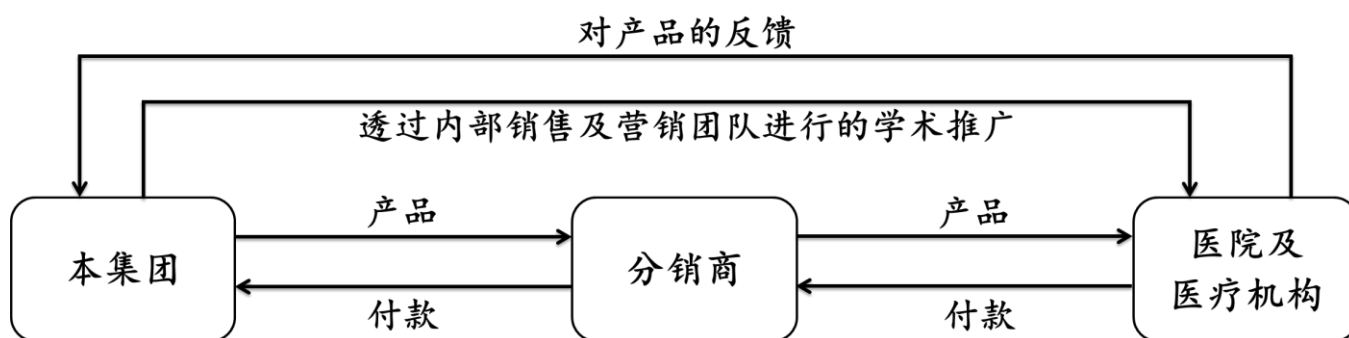 对产品的反馈
透过内部销售及营销团队进行的学术推广
产品
产品
本集团
分销商
医院及
医疗机构
付款
付款